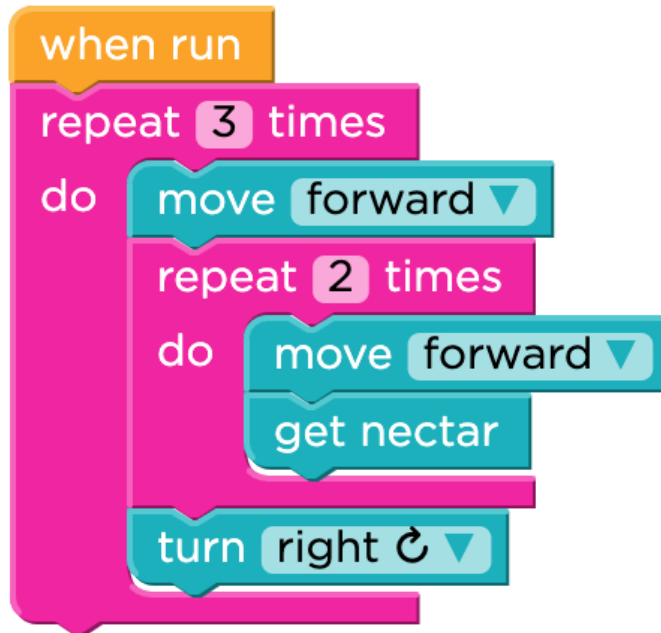 when run
repeat 3 times
do move forward ▼
repeat 2 times
do move forward ▼
get nectar
turn right ↻ ▼